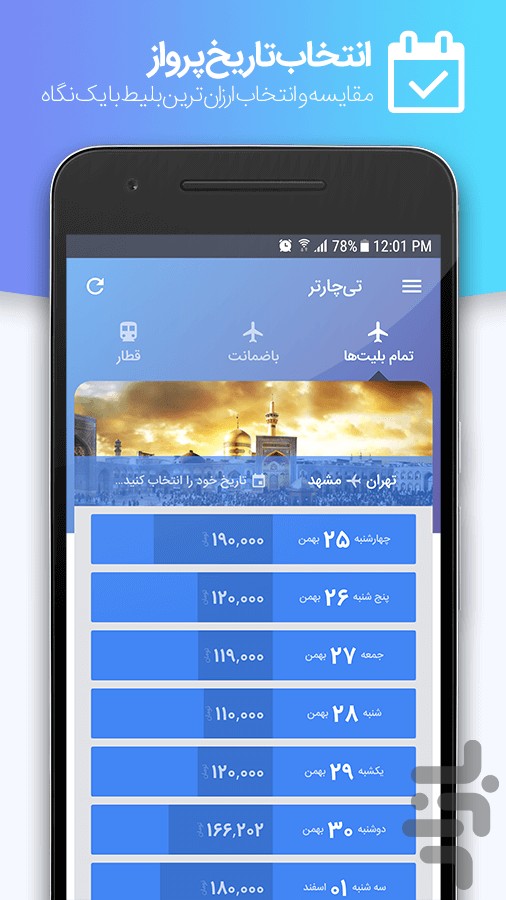 انتخاب تاریخ پرواز
مقایسه و انتخاب ارزان‌ترین بلیط با یک نگاه
78% 12:01 PM
تی‌چارتر
تمام بلیت‌ها باضمانت قطار
تهران مشهد تاریخ خود را انتخاب کنید...
چهارشنبه ۲۵ بهمن ۱۹۰,۰۰۰ تومان
پنج شنبه ۲۶ بهمن ۱۲۰,۰۰۰ تومان
جمعه ۲۷ بهمن ۱۱۹,۰۰۰ تومان
شنبه ۲۸ بهمن ۱۱۰,۰۰۰ تومان
یکشنبه ۲۹ بهمن ۱۲۰,۰۰۰ تومان
دوشنبه ۳۰ بهمن ۱۶۶,۲۰۲ تومان
سه شنبه ۰۱ اسفند ۱۸۰,۰۰۰ تومان
بازار